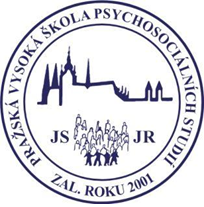 PRAŽSKÁ VYSOKÁ ŠKOLA PSYCHOSOCIÁLNÍCH STUDIÍ
JS JR
ZAL. ROKU 2001